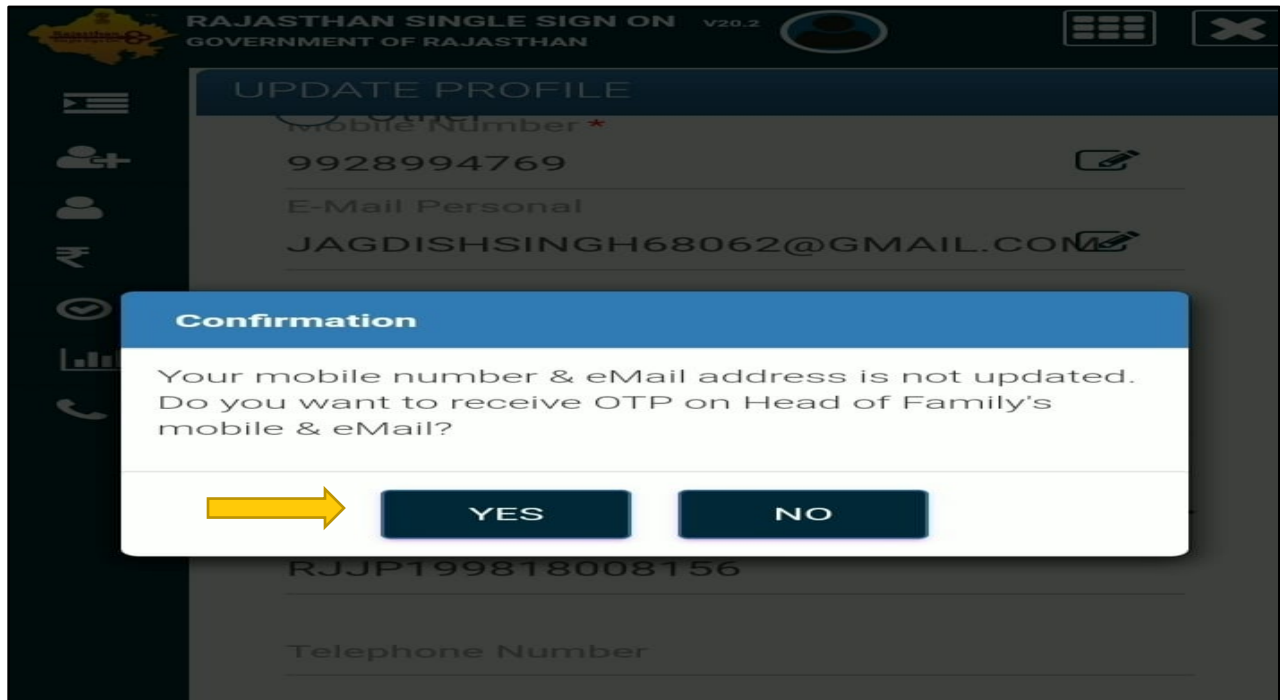 RAJASTHAN SINGLE SIGN ON V20.2
GOVERNMENT OF RAJASTHAN
UPDATE PROFILE
Other
Mobile Number *
9928994769
E-Mail Personal
JAGDISHSINGH68062@GMAIL.COM
Confirmation
Your mobile number & eMail address is not updated.
Do you want to receive OTP on Head of Family's
mobile & eMail?
YES NO
RJJP199818008156
Telephone Number